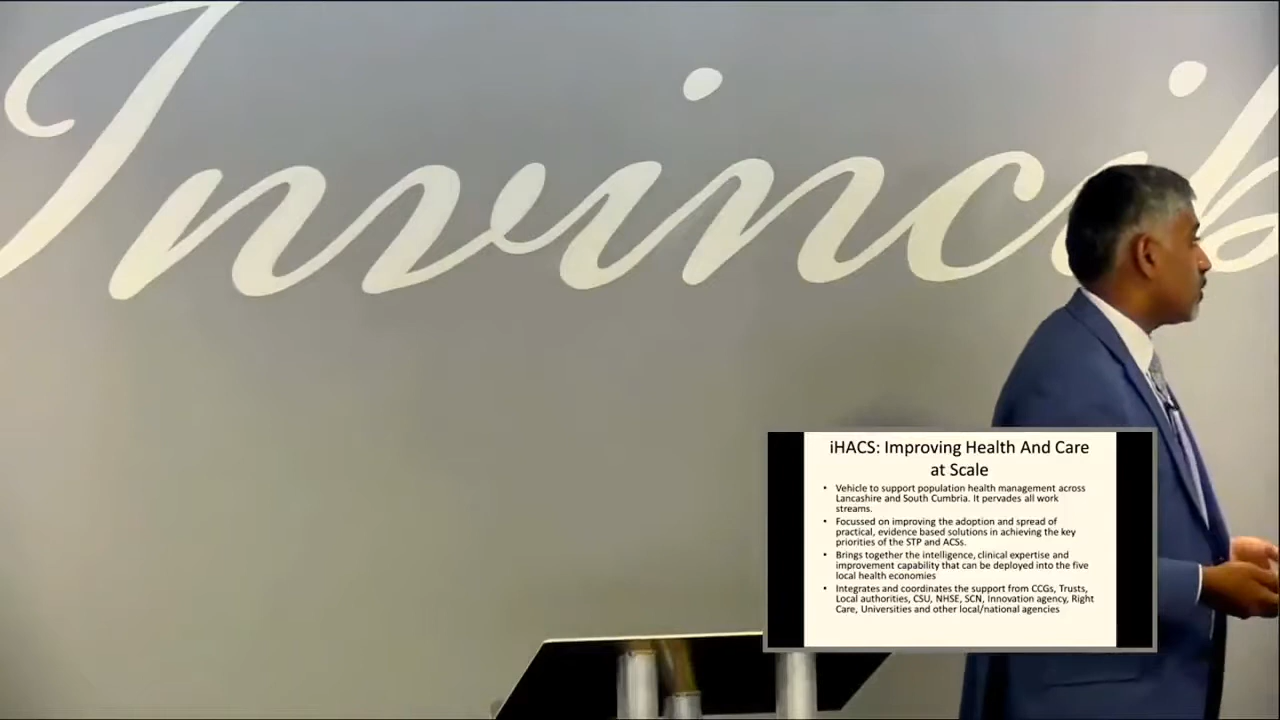 Invincib
iHACS: Improving Health And Care
at Scale
• Vehicle to support population health management across
Lancashire and South Cumbria. It pervades all work
streams.
• Focussed on improving the adoption and spread of
practical, evidence based solutions in achieving the key
priorities of the STP and ACSs.
• Brings together the intelligence, clinical expertise and
improvement capability that can be deployed into the five
local health economies
• Integrates and coordinates the support from CCGs, Trusts,
Local authorities, CSU, NHSE, SCN, Innovation agency, Right
Care, Universities and other local/national agencies